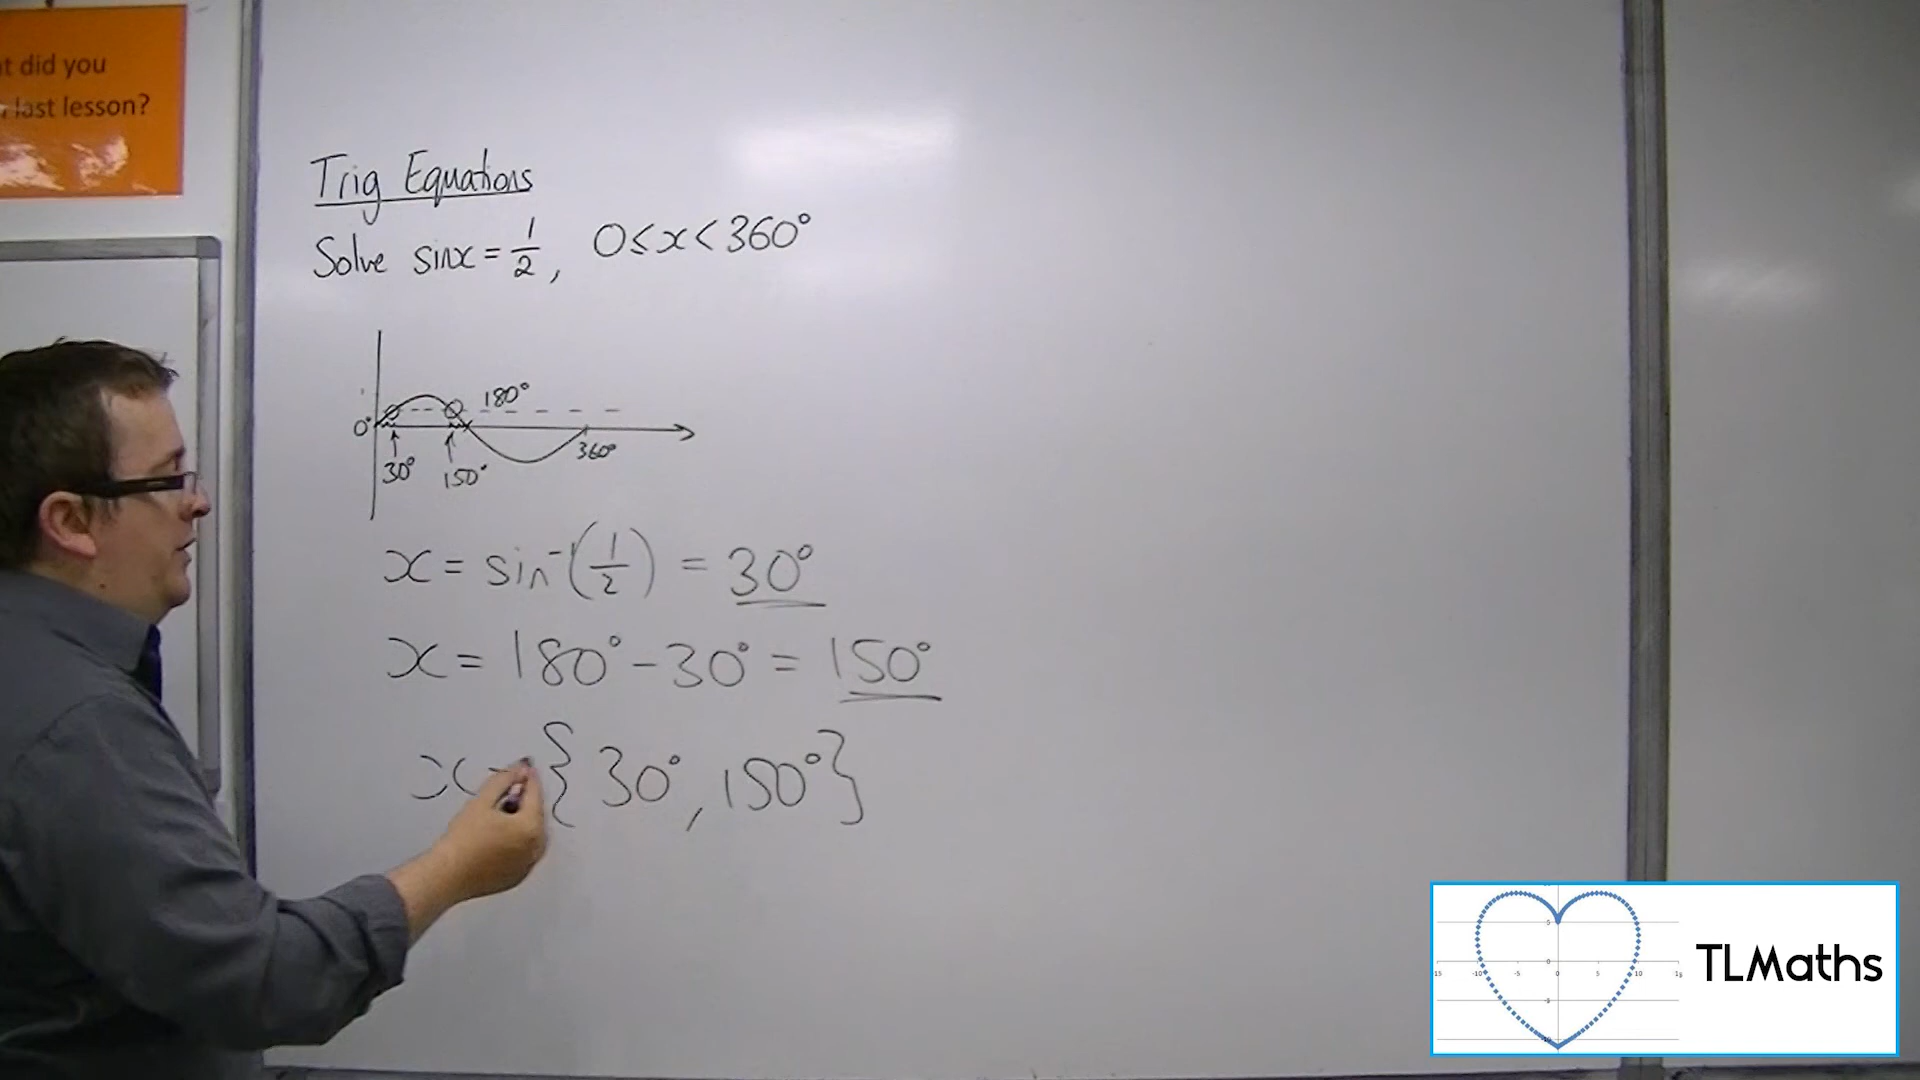 t did you
last lesson?
Trig Equations
Solve sinx = 1/2, 0 ≤ x < 360°
180°
0°
30° 150° 360°
x = sin⁻¹(1/2) = 30°
x = 180° - 30° = 150°
x = {30°, 150°}
TLMaths